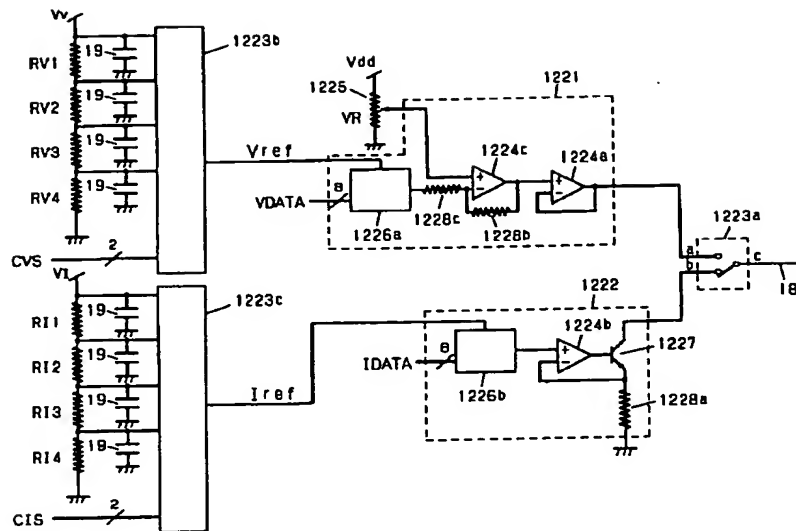 Vv
1223b
19
RV1
Vdd
1225
1221
19
RV2
VR
1224c
1224a
19
RV3
Vref
19
RV4
8
VDATA
1228c
1226a
1228b
1223a
CVS
2
a
b
c
18
VI
1223c
19
RI1
1222
19
RI2
1224b
8
IDATA
1227
19
RI3
Iref
1226b
1228a
19
RI4
CIS
2